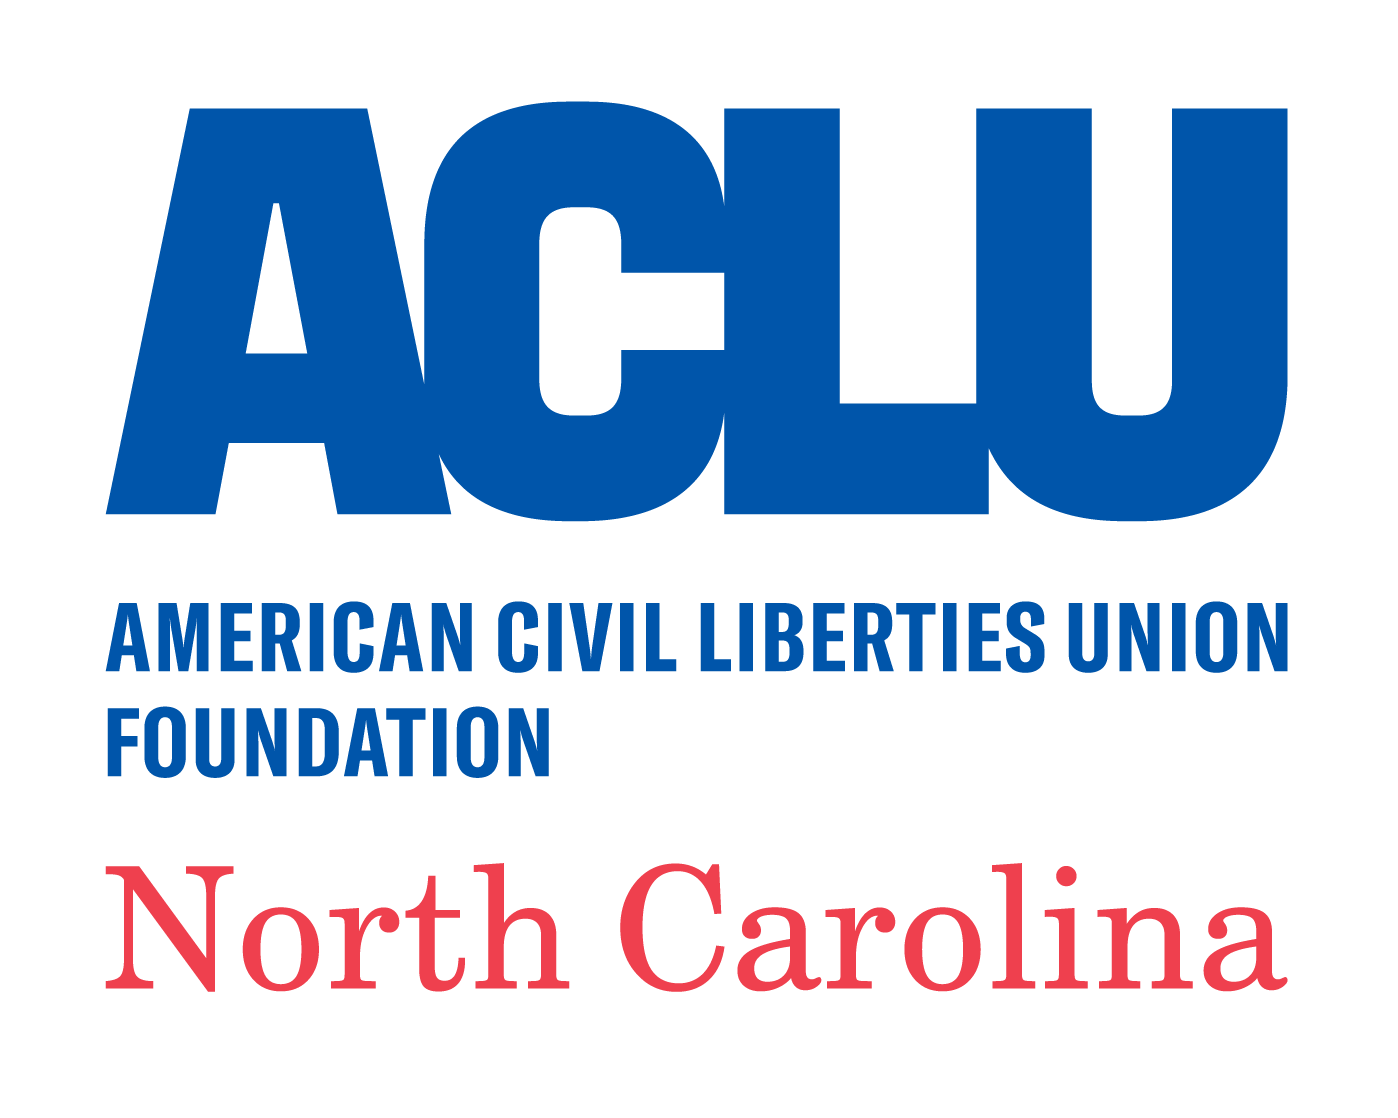 ACLU
AMERICAN CIVIL LIBERTIES UNION
FOUNDATION
North Carolina